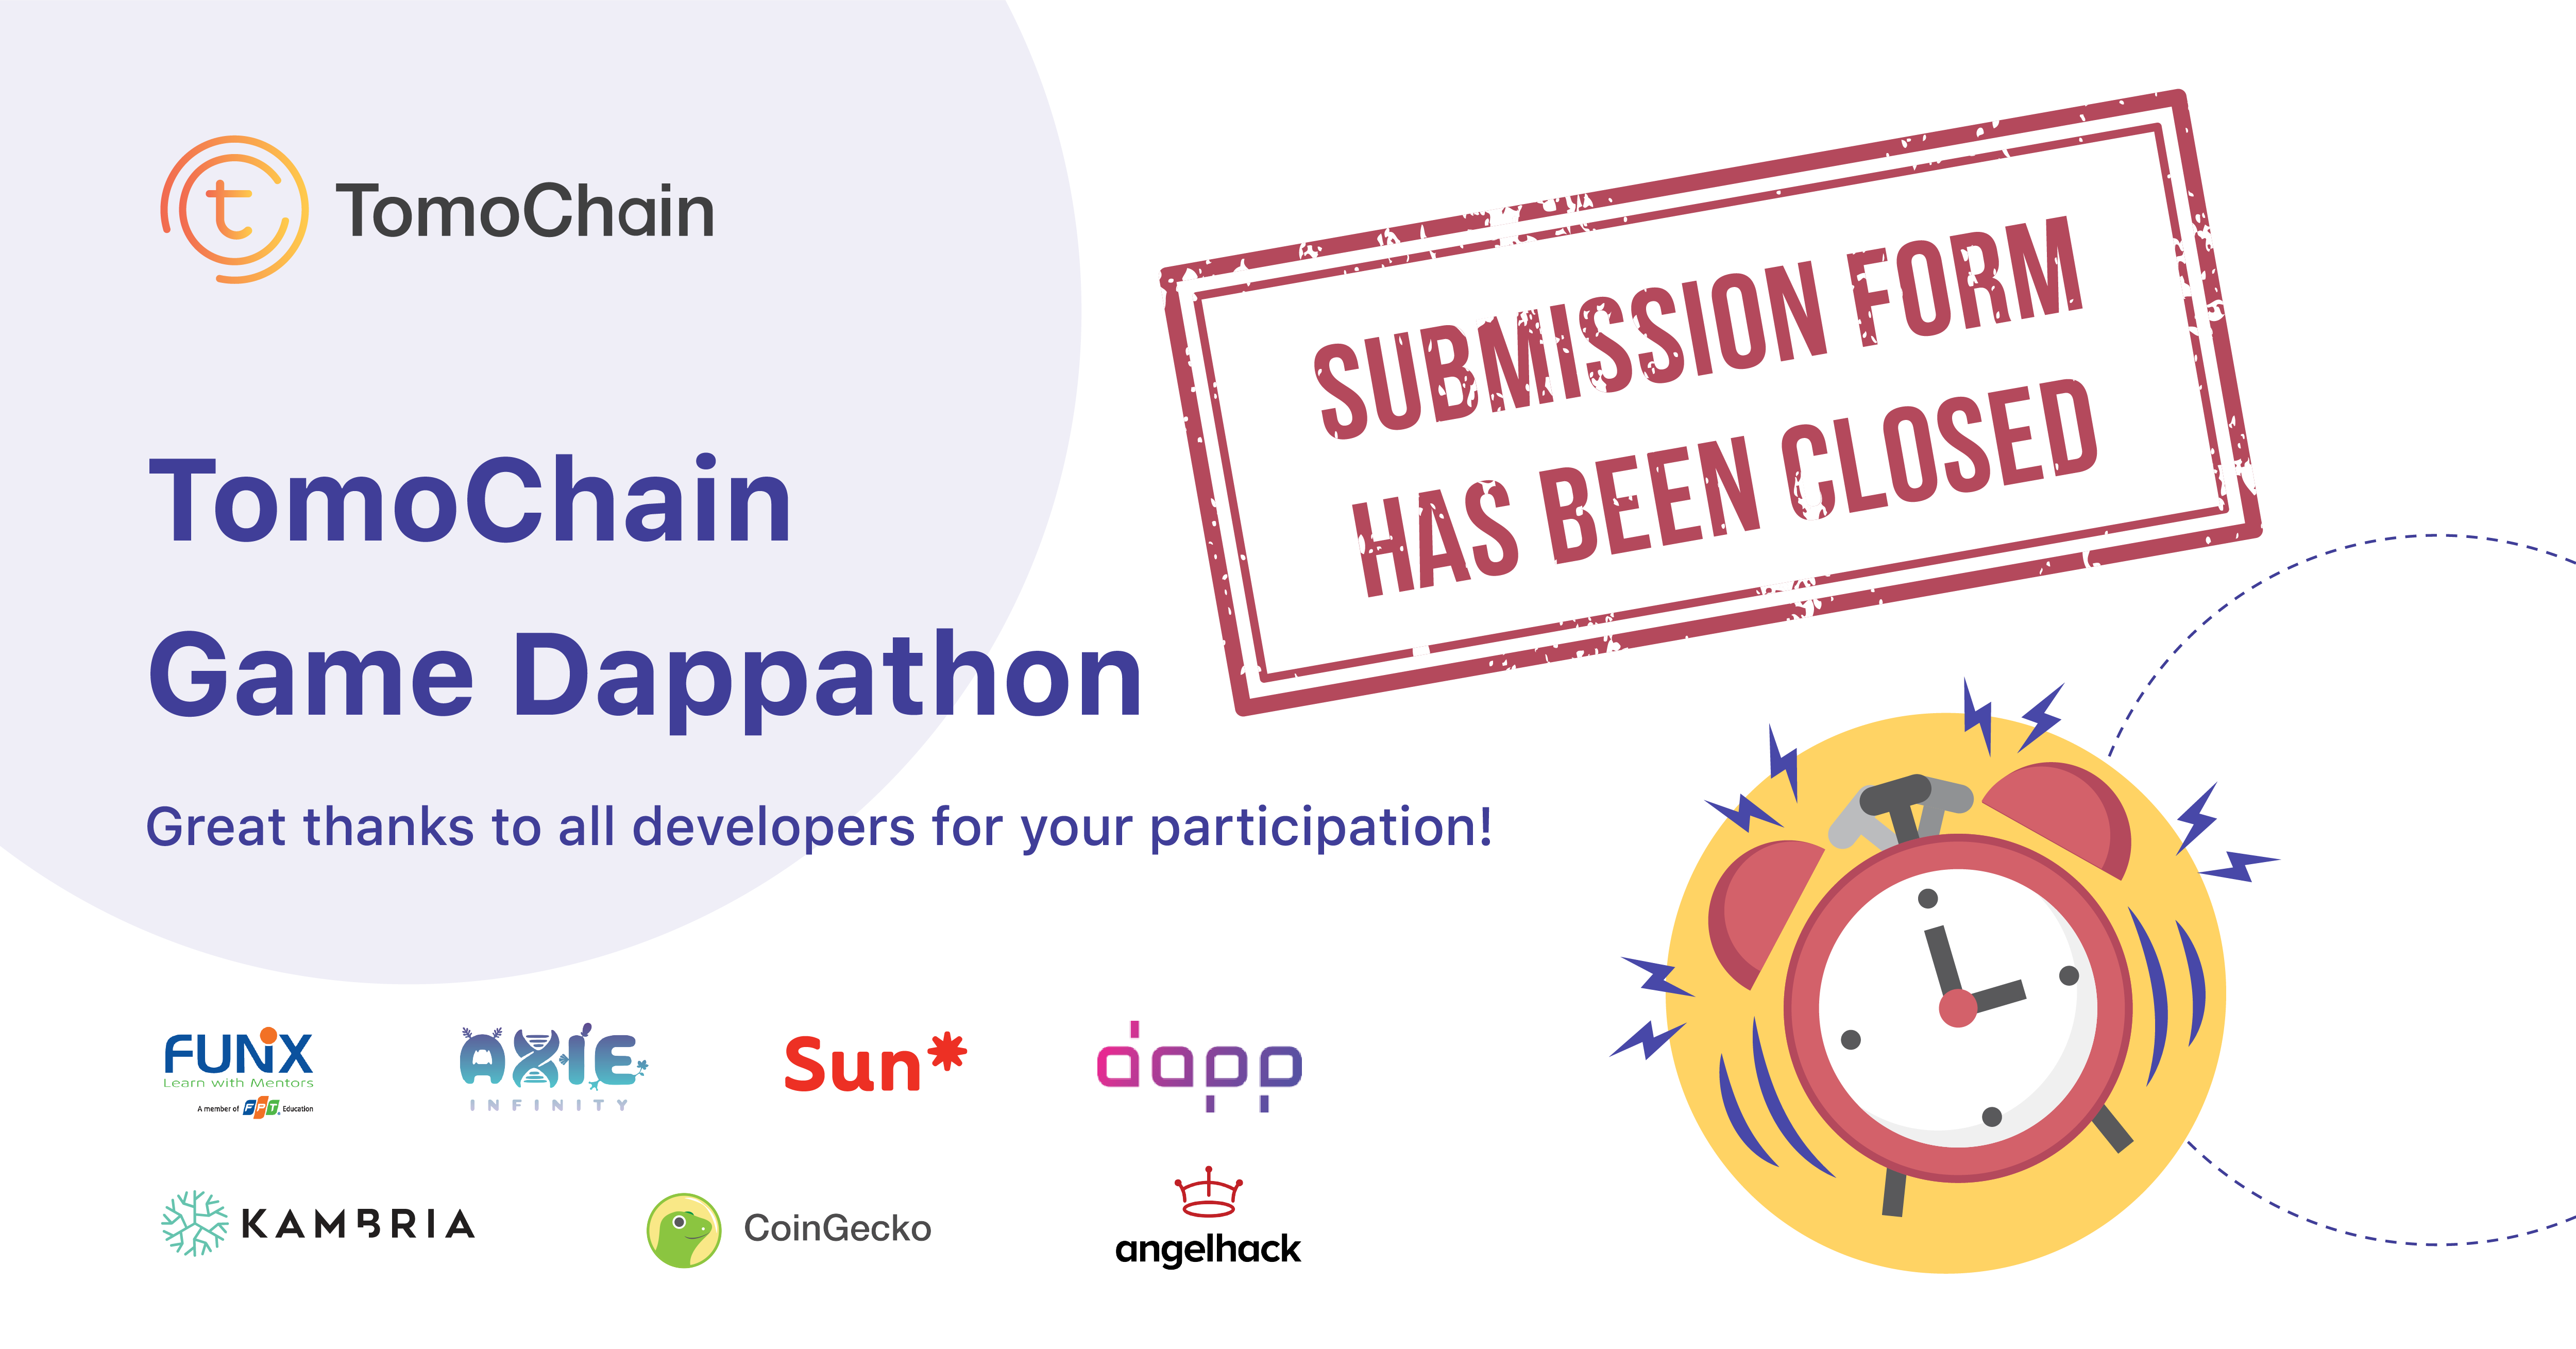 TomoChain
SUBMISSION FORM
HAS BEEN CLOSED
TomoChain
Game Dappathon
Great thanks to all developers for your participation!
FUNiX
Learn with Mentors
A member of FPT. Education
AXIE
INFINITY
Sun*
dapp
KAMBRIA
CoinGecko
angelhack